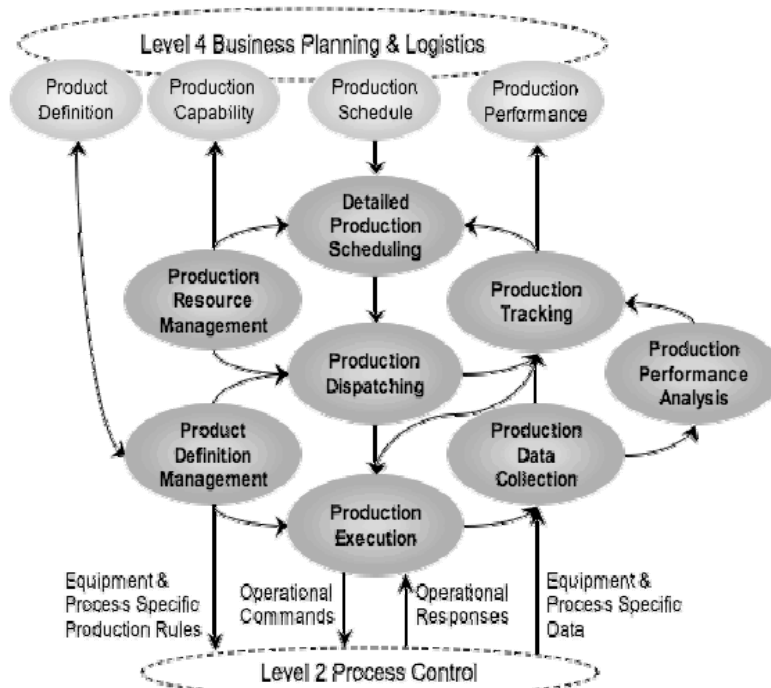 Level 4 Business Planning & Logistics
Product
Definition
Production
Capability
Production
Schedule
Production
Performance
Detailed
Production
Scheduling
Production
Resource
Management
Production
Tracking
Production
Dispatching
Production
Performance
Analysis
Product
Definition
Management
Production
Data
Collection
Production
Execution
Equipment &
Process Specific
Production Rules
Operational
Commands
Operational
Responses
Equipment &
Process Specific
Data
Level 2 Process Control